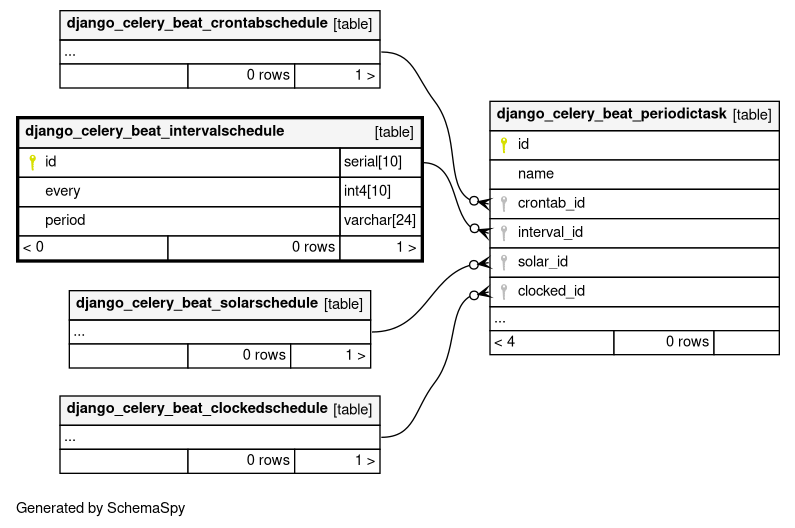 django_celery_beat_crontabschedule [table]
...
0 rows 1 >
django_celery_beat_intervalschedule [table]
id serial[10]
every int4[10]
period varchar[24]
< 0 0 rows 1 >
django_celery_beat_solarschedule [table]
...
0 rows 1 >
django_celery_beat_clockedschedule [table]
...
0 rows 1 >
django_celery_beat_periodictask [table]
id
name
crontab_id
interval_id
solar_id
clocked_id
...
< 4 0 rows
Generated by SchemaSpy